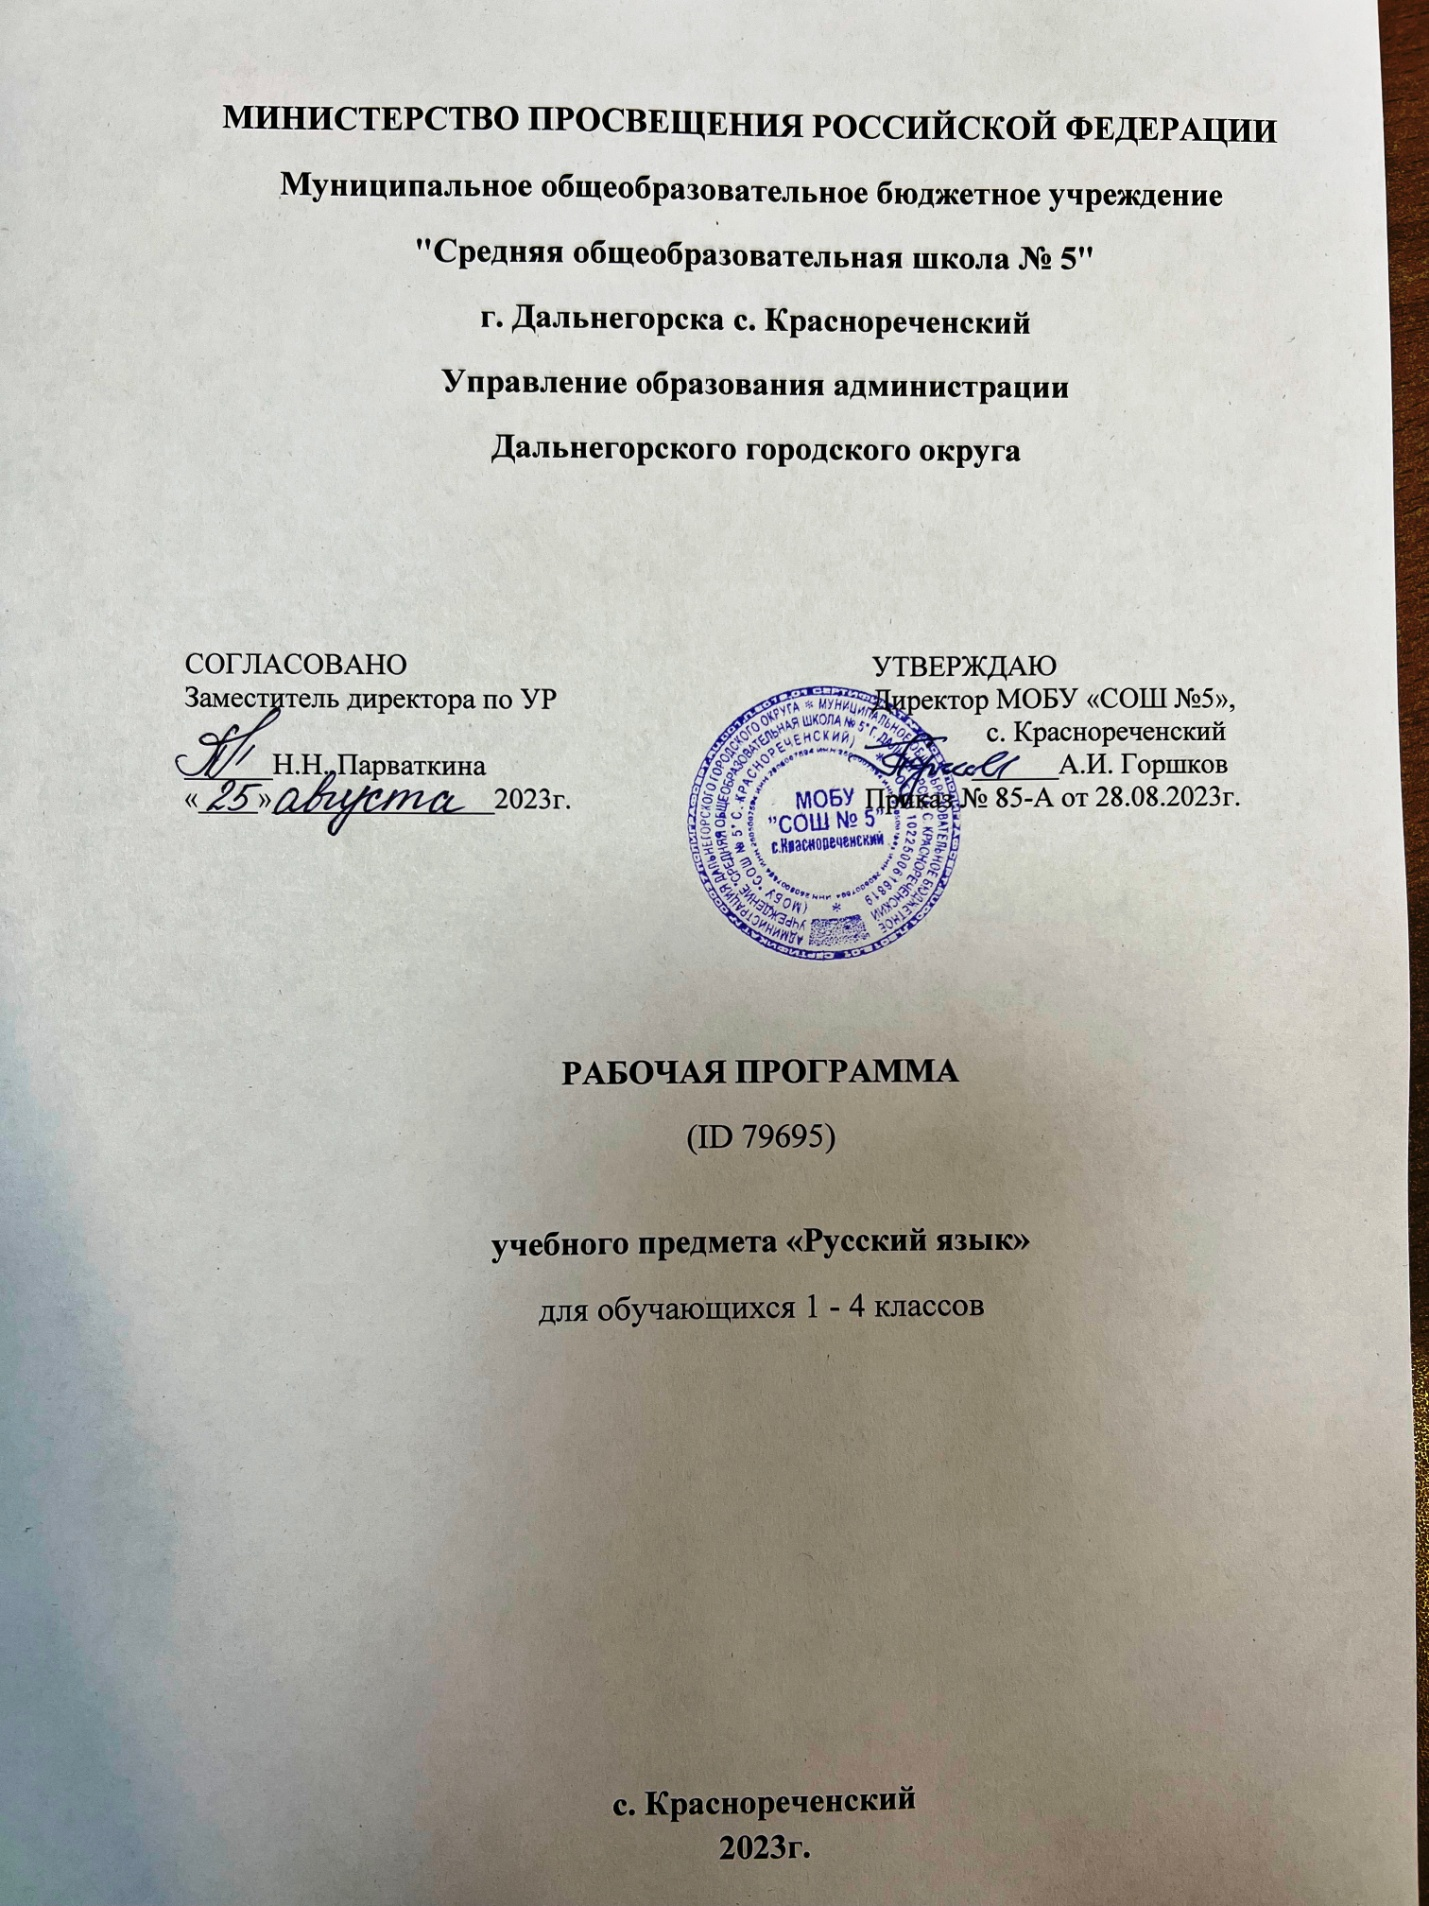 МИНИСТЕРСТВО ПРОСВЕЩЕНИЯ РОССИЙСКОЙ ФЕДЕРАЦИИ
Муниципальное общеобразовательное бюджетное учреждение
"Средняя общеобразовательная школа № 5"
г. Дальнегорска с. Краснореченский
Управление образования администрации
Дальнегорского городского округа
СОГЛАСОВАНО
Заместитель директора по УР
Н.Н. Парваткина
«25» августа 2023г.
УТВЕРЖДАЮ
Директор МОБУ «СОШ №5»,
с. Краснореченский
А.И. Горшков
Приказ № 85-А от 28.08.2023г.
МОБУ
"СОШ № 5"
с.Краснореченский
РАБОЧАЯ ПРОГРАММА
(ID 79695)
учебного предмета «Русский язык»
для обучающихся 1 - 4 классов
с. Краснореченский
2023г.